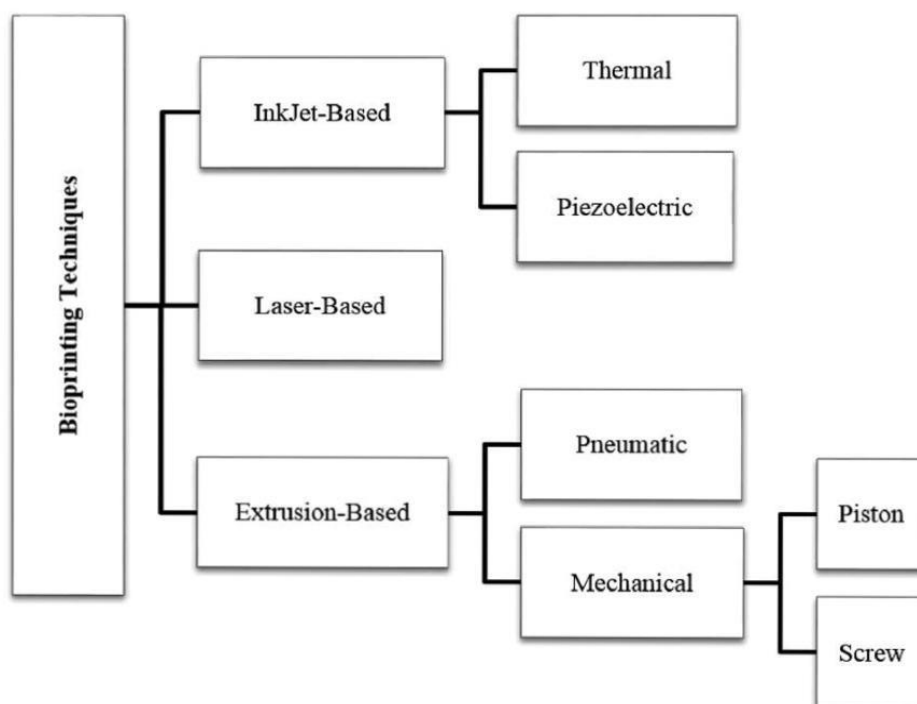 Bioprinting Techniques
InkJet-Based
Thermal
Piezoelectric
Laser-Based
Extrusion-Based
Pneumatic
Mechanical
Piston
Screw